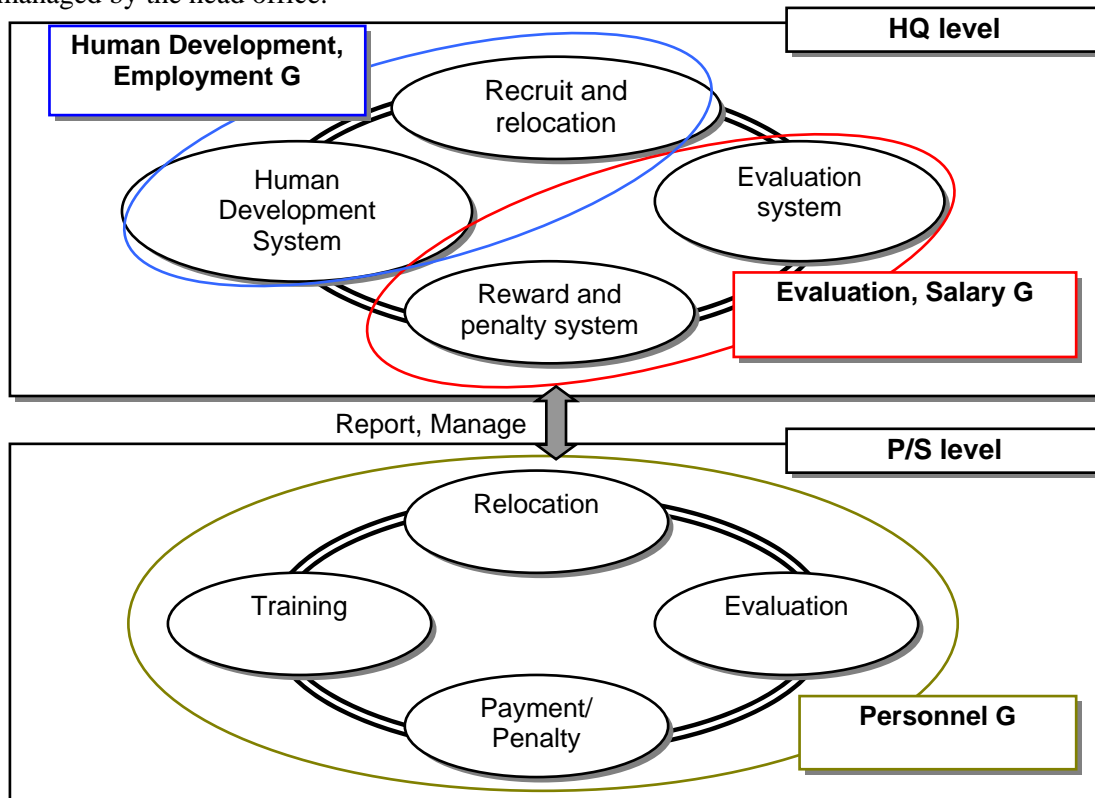 managed by the head office.
HQ level
Human Development,
Employment G
Recruit and
relocation
Human
Development
System
Evaluation
system
Reward and
penalty system
Evaluation, Salary G
Report, Manage
P/S level
Relocation
Training
Evaluation
Payment/
Penalty
Personnel G